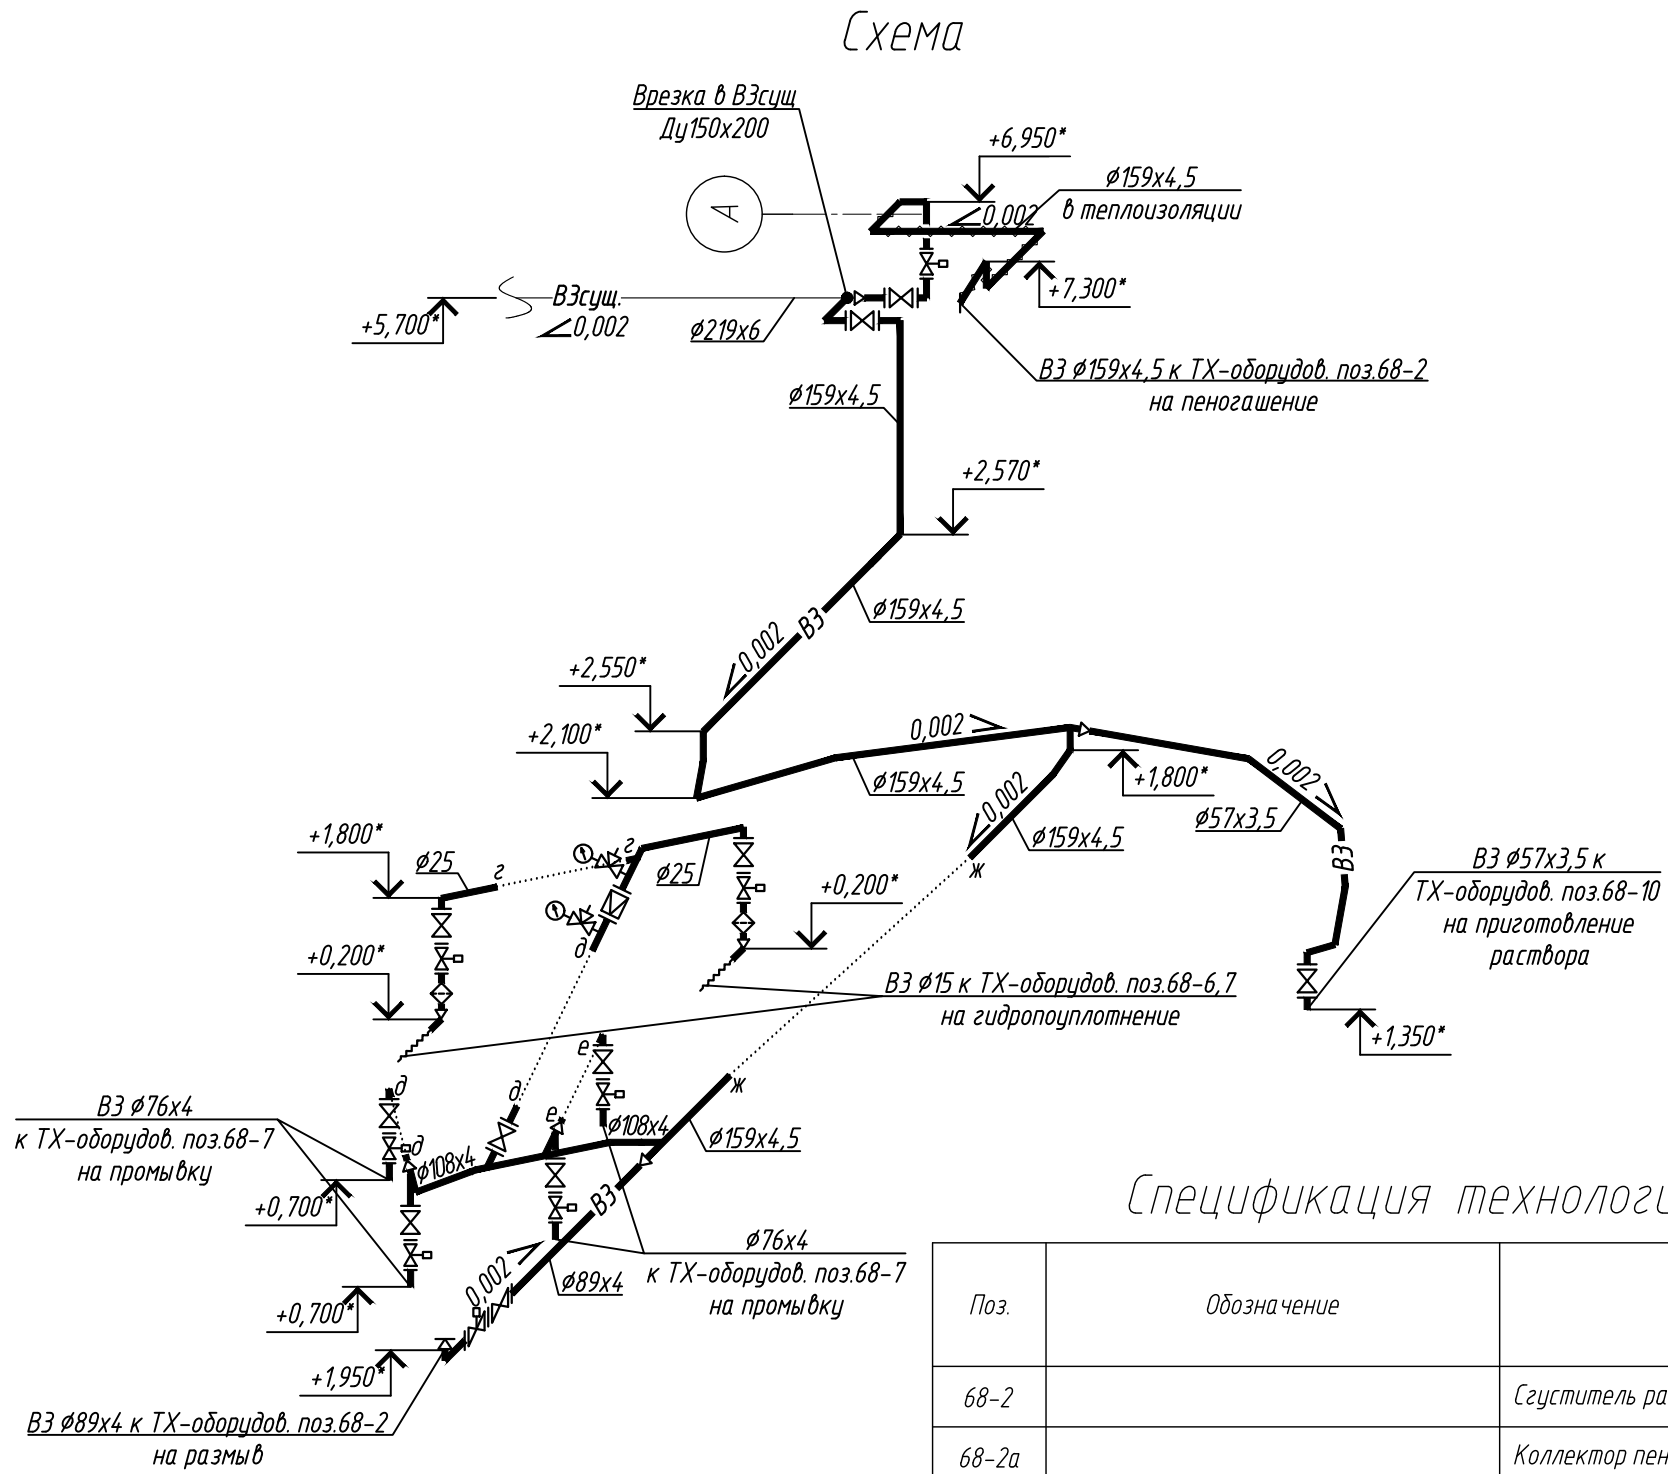 Схема
Врезка в В3сущ
Ду150х200
+6,950*
ø159х4,5
в теплоизоляции
А
0,002
+7,300*
В3сущ.
0,002
+5,700*
ø219х6
В3 ø159х4,5 к ТХ-оборудов. поз.68-2
на пеногашение
ø159х4,5
+2,570*
ø159х4,5
В3
0,002
+2,550*
+2,100*
0,002
ø159х4,5
+1,800*
0,002
ø57х3,5
0,002
ø159х4,5
ж
В3
В3 ø57х3,5 к
ТХ-оборудов. поз.68-10
на приготовление
раствора
+1,350*
+1,800*
ø25
г
г
ø25
+0,200*
д
+0,200*
В3 ø15 к ТХ-оборудов. поз.68-6,7
на гидропоуплотнение
е
ж
д
д
е
В3 ø76х4
к ТХ-оборудов. поз.68-7
на промывку
д
ø108х4
ø108х4
ø159х4,5
+0,700*
В3
ø76х4
к ТХ-оборудов. поз.68-7
на промывку
0,002
ø89х4
+0,700*
+1,950*
В3 ø89х4 к ТХ-оборудов. поз.68-2
на размыв
Спецификация технологи
Поз.
Обозначение
68-2
Сгуститель ра
68-2а
Коллектор пен